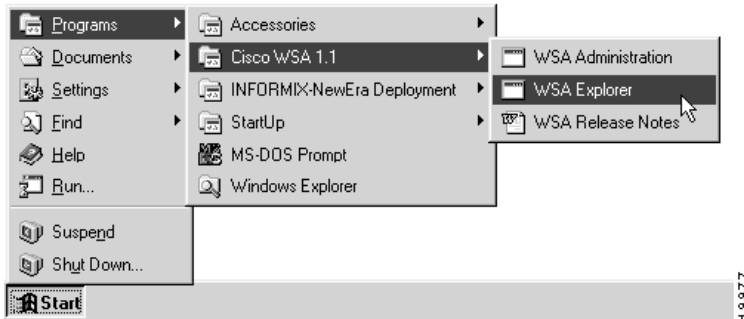 Programs
Documents
Settings
Find
Help
Run...
Suspend
Shut Down...
Start
Accessories
Cisco WSA 1.1
INFORMIX-NewEra Deployment
StartUp
MS-DOS Prompt
Windows Explorer
WSA Administration
WSA Explorer
WSA Release Notes
19977